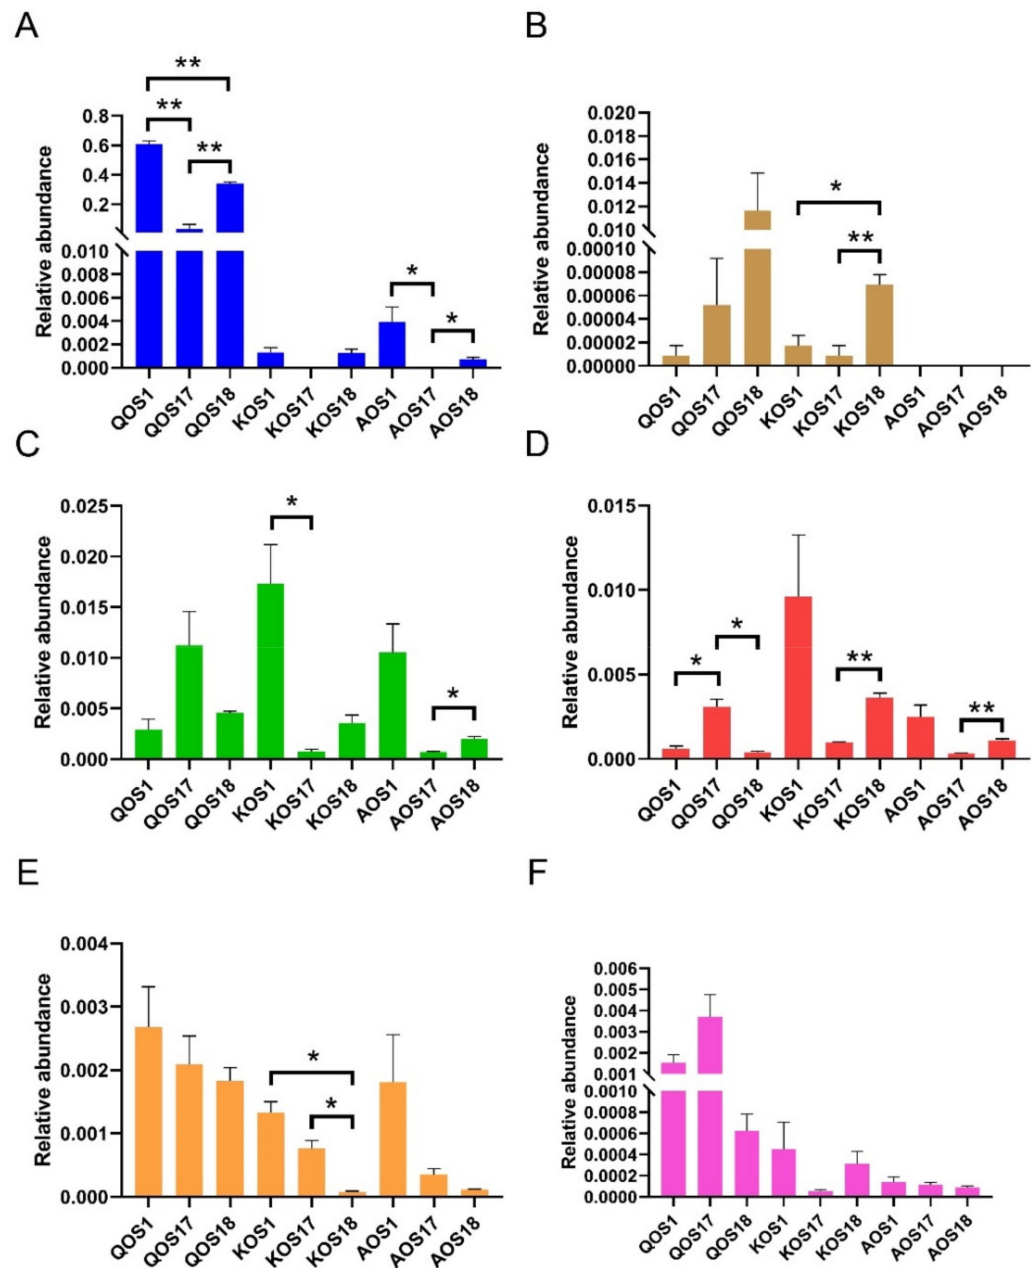 A
Relative abundance
0.8
0.6
0.4
0.2
0.010
0.008
0.006
0.004
0.002
0.000
** ** ** * *
QOS1 QOS17 QOS18 KOS1 KOS17 KOS18 AOS1 AOS17 AOS18
B
Relative abundance
0.020
0.018
0.016
0.014
0.012
0.010
0.00010
0.00008
0.00006
0.00004
0.00002
0.00000
* **
QOS1 QOS17 QOS18 KOS1 KOS17 KOS18 AOS1 AOS17 AOS18
C
Relative abundance
0.025
0.020
0.015
0.010
0.005
0.000
* *
QOS1 QOS17 QOS18 KOS1 KOS17 KOS18 AOS1 AOS17 AOS18
D
Relative abundance
0.015
0.010
0.005
0.000
* * ** **
QOS1 QOS17 QOS18 KOS1 KOS17 KOS18 AOS1 AOS17 AOS18
E
Relative abundance
0.004
0.003
0.002
0.001
0.000
* *
QOS1 QOS17 QOS18 KOS1 KOS17 KOS18 AOS1 AOS17 AOS18
F
Relative abundance
0.006
0.005
0.004
0.003
0.002
0.001
0.0010
0.0008
0.0006
0.0004
0.0002
0.0000
QOS1 QOS17 QOS18 KOS1 KOS17 KOS18 AOS1 AOS17 AOS18